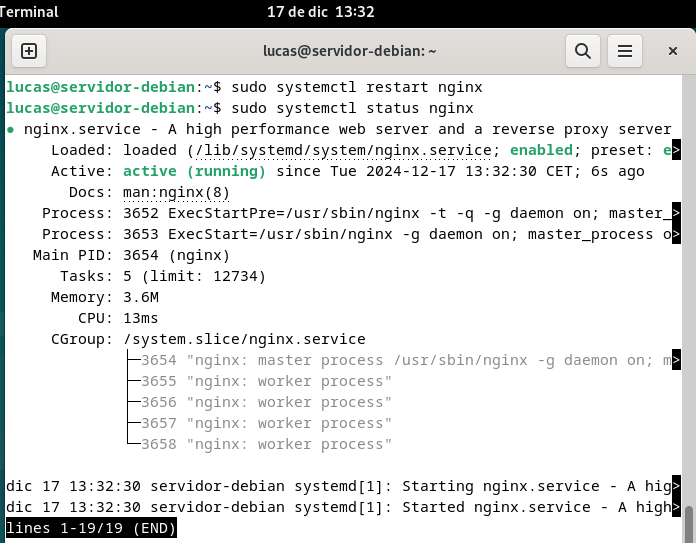 Terminal
17 de dic 13:32
lucas@servidor-debian: ~
lucas@servidor-debian:~$ sudo systemctl restart nginx
lucas@servidor-debian:~$ sudo systemctl status nginx
● nginx.service - A high performance web server and a reverse proxy server
Loaded: loaded (/lib/systemd/system/nginx.service; enabled; preset: e>
Active: active (running) since Tue 2024-12-17 13:32:30 CET; 6s ago
Docs: man:nginx(8)
Process: 3652 ExecStartPre=/usr/sbin/nginx -t -q -g daemon on; master_>
Process: 3653 ExecStart=/usr/sbin/nginx -g daemon on; master_process o>
Main PID: 3654 (nginx)
Tasks: 5 (limit: 12734)
Memory: 3.6M
CPU: 13ms
CGroup: /system.slice/nginx.service
├─3654 "nginx: master process /usr/sbin/nginx -g daemon on; m>
├─3655 "nginx: worker process"
├─3656 "nginx: worker process"
├─3657 "nginx: worker process"
└─3658 "nginx: worker process"
dic 17 13:32:30 servidor-debian systemd[1]: Starting nginx.service - A hig>
dic 17 13:32:30 servidor-debian systemd[1]: Started nginx.service - A high>
lines 1-19/19 (END)